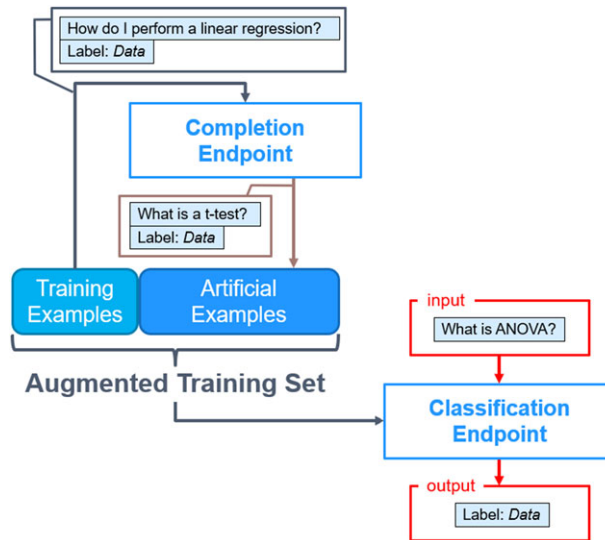 How do I perform a linear regression?
Label: Data
Completion
Endpoint
What is a t-test?
Label: Data
Training
Examples
Artificial
Examples
Augmented Training Set
input
What is ANOVA?
Classification
Endpoint
output
Label: Data